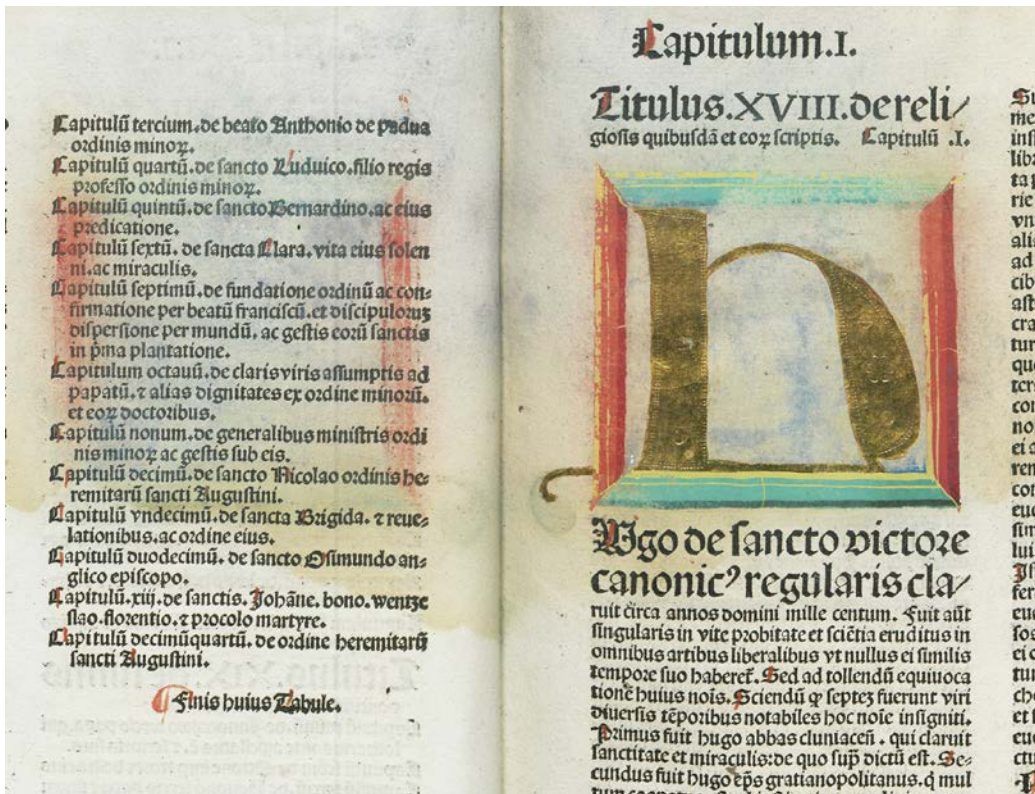 Capitulū tercium.de beato Anthonio de padua
ordinis minoꝝ.
Capitulū quartū.de sancto Luduico.filio regis
professo ordinis minoꝝ.
Capitulū quintū.de sancto Bernardino.ac eius
predicatione.
Capitulū sextū. de sancta Clara.vita eius solen
ni.ac miraculis.
Capitulū septimū.de fundatione ordinū ac con⸗
firmatione per beatū franciscū.et discipuloruꝫ
dispersione per mundū. ac gestis eorū sanctis
in p̄ma plantatione.
Capitulum octauū.de claris viris assumptis ad
papatū.⁊ alias dignitates ex ordine minorū.
et eoꝝ doctoribus.
Capitulū nonum.de generalibus ministris ordi
nis minoꝝ ac gestis sub eis.
Capitulū decimū.de sancto Nicolao ordinis he⸗
remitarū sancti Augustini.
Capitulū vndecimū.de sancta Brigida. ⁊ reue⸗
lationibus.ac ordine eius.
Capitulū duodecimū. de sancto Osimundo an⸗
glico episcopo.
Capitulū.xiij.de sanctis. Johāne. bono. wentze
slao.florentio.⁊ procolo martyre.
Capitulū decimūquartū. de ordine heremitarū
sancti Augustini.
Finis huius Tabule.
Capitulum.I.
Titulus.XVIII.de reli/
giosis quibusdā et eoꝝ scriptis. Capitulū .I.
h
Vgo de sancto victore
canonicꝰ regularis cla/
ruit circa annos domini mille centum. Fuit aūt
singularis in vite probitate et sciētia eruditus in
omnibus artibus liberalibus vt nullus ei similis
tempore suo haberet̄. Sed ad tollendū equiuoca
tionē huius nois̄. Sciendū ꝙ septeꝫ fuerunt viri
diuersis tēporibus notabiles hoc noie insigniti.
Primus fuit hugo abbas cluniaceñ. qui claruit
sanctitate et miraculis:de quo sup̄ dictū est. Se⸗
cundus fuit hugo ep̄s gratianopolitanus.q̇ mul